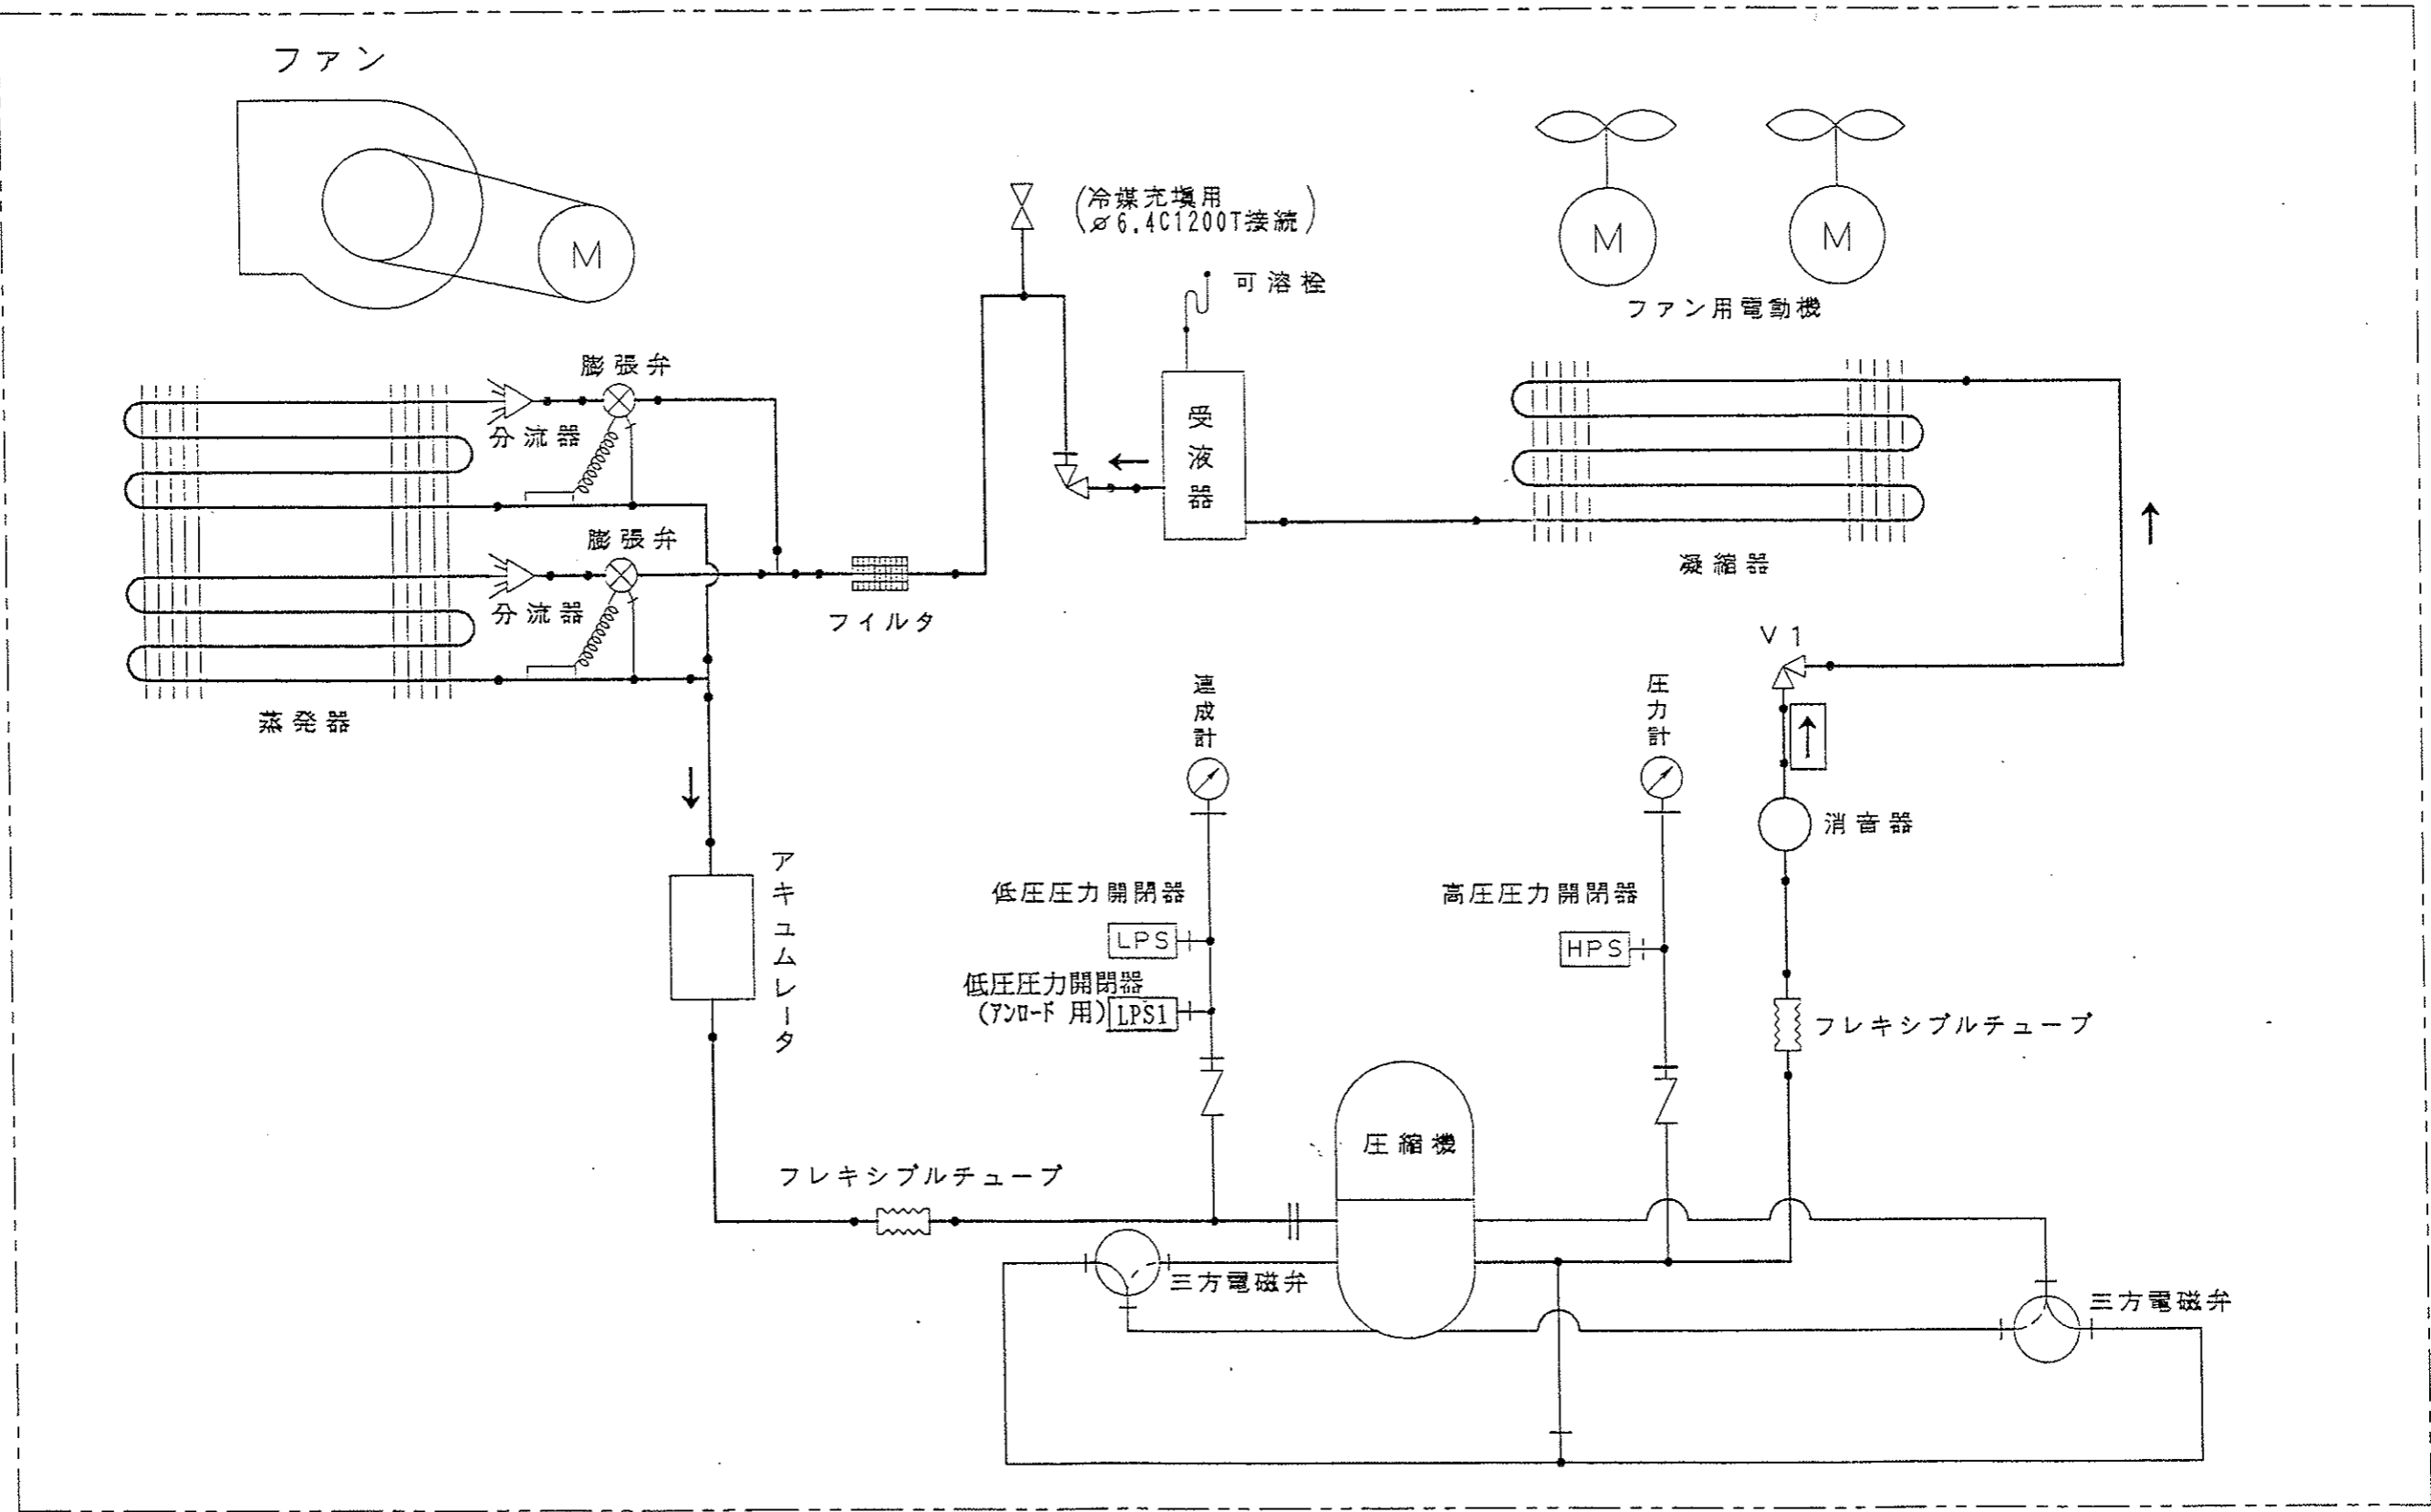 ファン
M
(冷媒充填用
⌀6.4C1200T接続)
可溶栓
M
M
ファン用電動機
膨張弁
分流器
受液器
膨張弁
分流器
フィルタ
凝縮器
蒸発器
V1
連成計
圧力計
消音器
アキュムレータ
低圧圧力開閉器
LPS
高圧圧力開閉器
HPS
低圧圧力開閉器
(アンロード 用)
LPS1
フレキシブルチューブ
圧縮機
フレキシブルチューブ
三方電磁弁
三方電磁弁